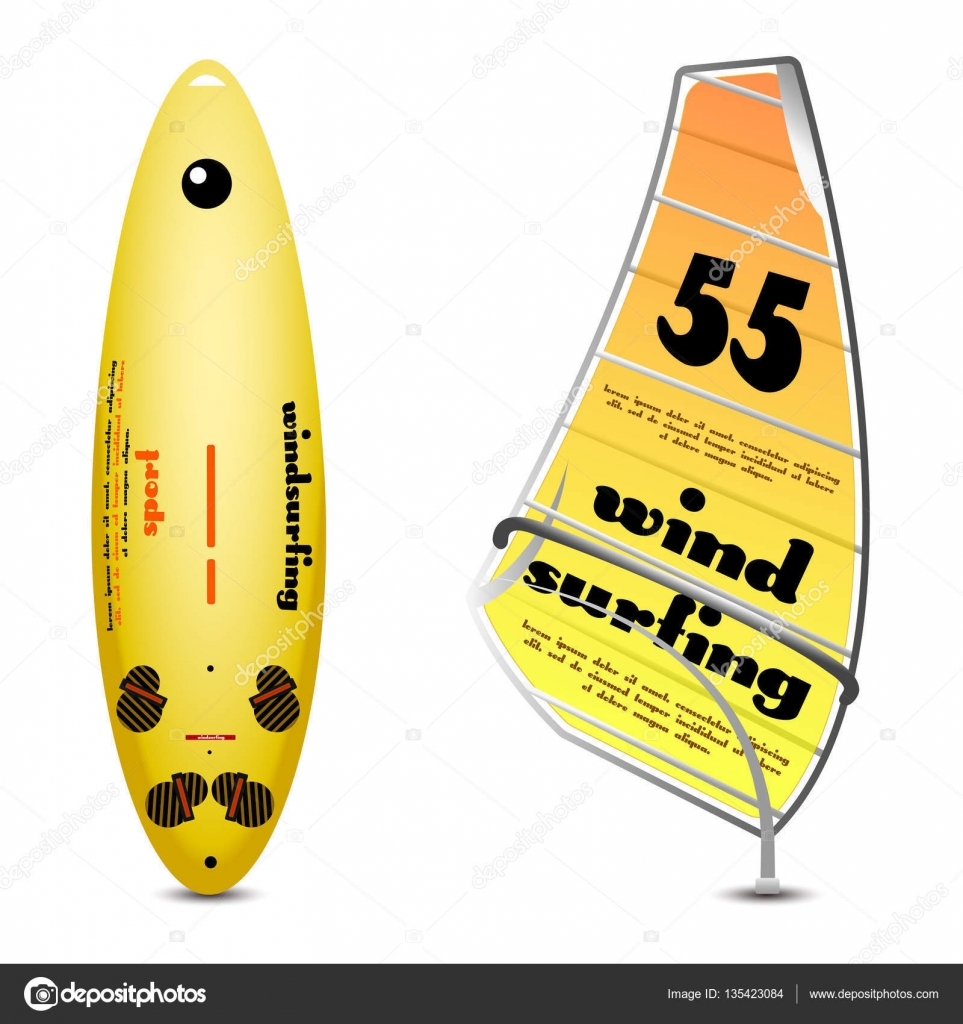 lorem ipsum dolor sit amet, consectetur adipiscing
elit, sed do eiusmod tempor incididunt ut labore
et dolore magna aliqua.
sport
windsurfing
windsurfing
55
lorem ipsum dolor sit amet, consectetur adipiscing
elit, sed do eiusmod tempor incididunt ut labore
et dolore magna aliqua.
wind
surfing
lorem ipsum dolor sit amet, consectetur adipiscing
elit, sed do eiusmod tempor incididunt ut labore
et dolore magna aliqua.
depositphotos
Image ID: 135423084
www.depositphotos.com